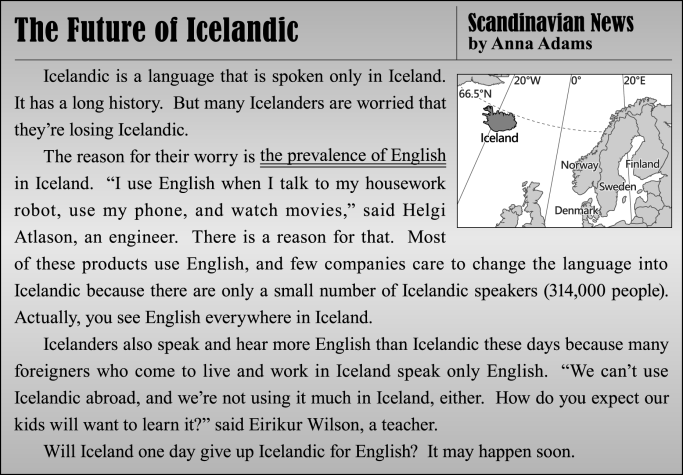 The Future of Icelandic
Scandinavian News
by Anna Adams
Icelandic is a language that is spoken only in Iceland.
It has a long history. But many Icelanders are worried that
they're losing Icelandic.
The reason for their worry is the prevalence of English
in Iceland. “I use English when I talk to my housework
robot, use my phone, and watch movies,” said Helgi
Atlason, an engineer. There is a reason for that. Most
of these products use English, and few companies care to change the language into
Icelandic because there are only a small number of Icelandic speakers (314,000 people).
Actually, you see English everywhere in Iceland.
Icelanders also speak and hear more English than Icelandic these days because many
foreigners who come to live and work in Iceland speak only English. “We can't use
Icelandic abroad, and we're not using it much in Iceland, either. How do you expect our
kids will want to learn it?” said Eirikur Wilson, a teacher.
Will Iceland one day give up Icelandic for English? It may happen soon.
20°W
0°
20°E
66.5°N
Iceland
Norway
Finland
Sweden
Denmark